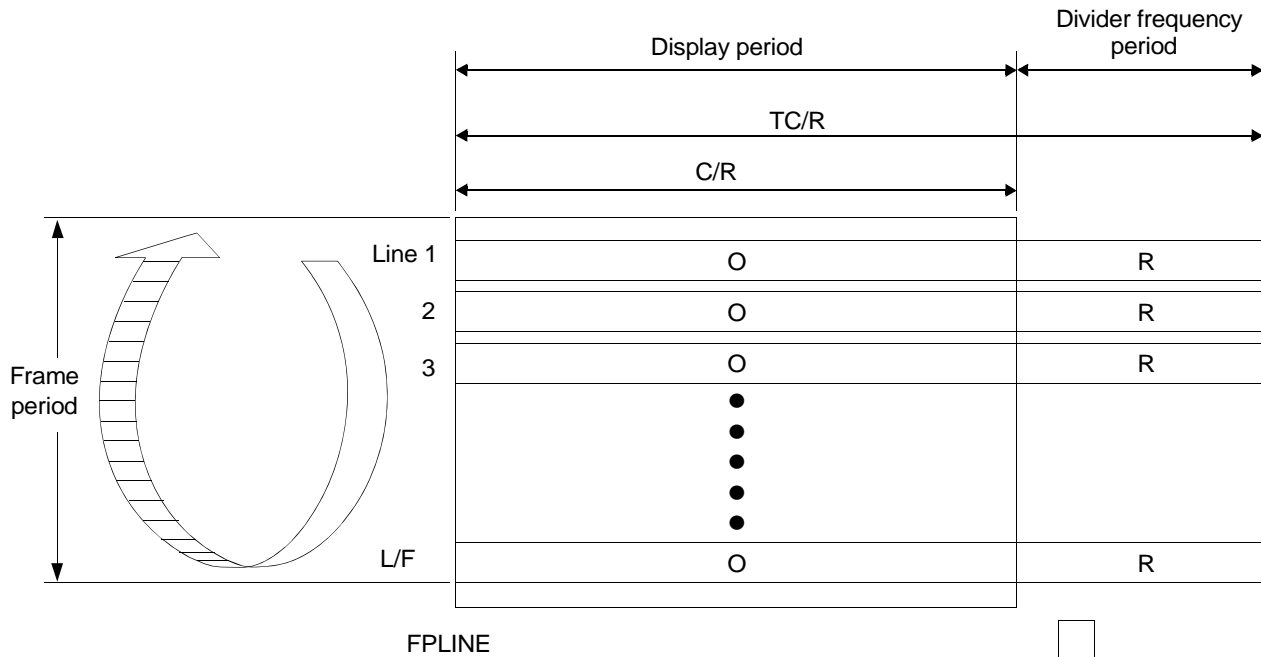 Divider frequency
period
Display period
TC/R
C/R
Line 1
O
R
2
O
R
3
O
R
Frame
period
L/F
O
R
FPLINE